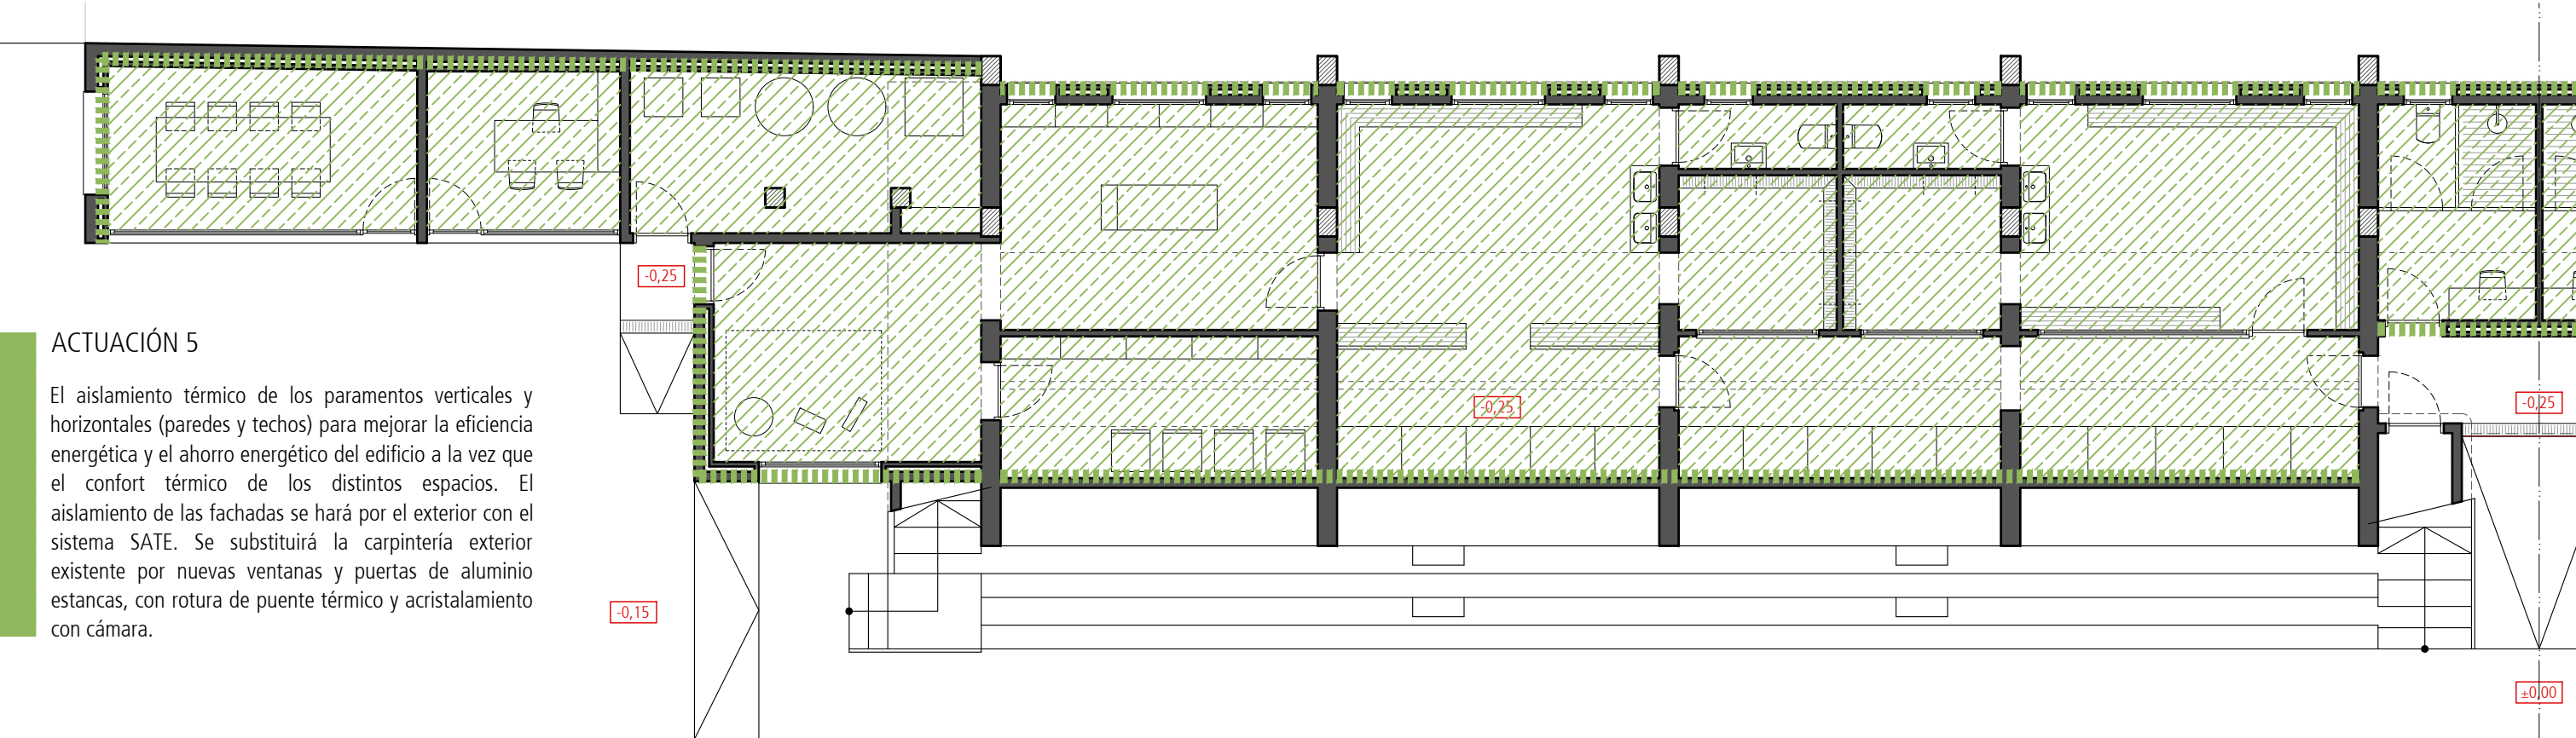 -0,25
ACTUACIÓN 5
El aislamiento térmico de los paramentos verticales y
horizontales (paredes y techos) para mejorar la eficiencia
energética y el ahorro energético del edificio a la vez que
el confort térmico de los distintos espacios. El
aislamiento de las fachadas se hará por el exterior con el
sistema SATE. Se substituirá la carpintería exterior
existente por nuevas ventanas y puertas de aluminio
estancas, con rotura de puente térmico y acristalamiento
con cámara.
-0,25
-0,25
-0,15
±0,00